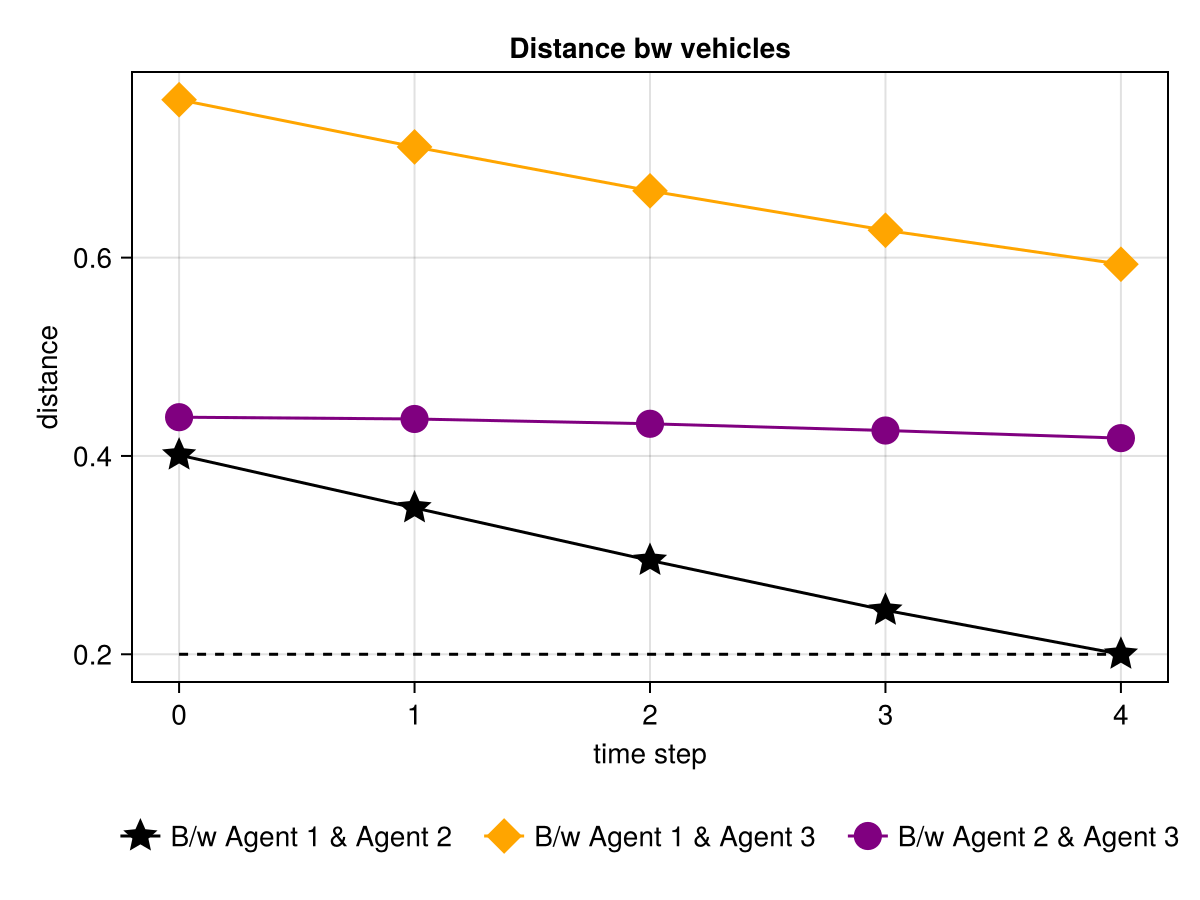 Distance bw vehicles
distance
0.6
0.4
0.2
0 1 2 3 4
time step
B/w Agent 1 & Agent 2 B/w Agent 1 & Agent 3 B/w Agent 2 & Agent 3